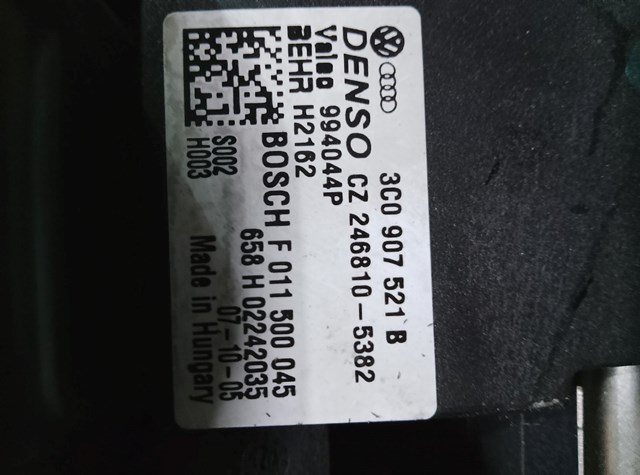 3C0 907 521 B
DENSO CZ 246810-5382
Valeo 994044P
BEHR H2162
BOSCH F 011 500 045
658 H 02242035
S002 07-10-05
H003 Made in Hungary